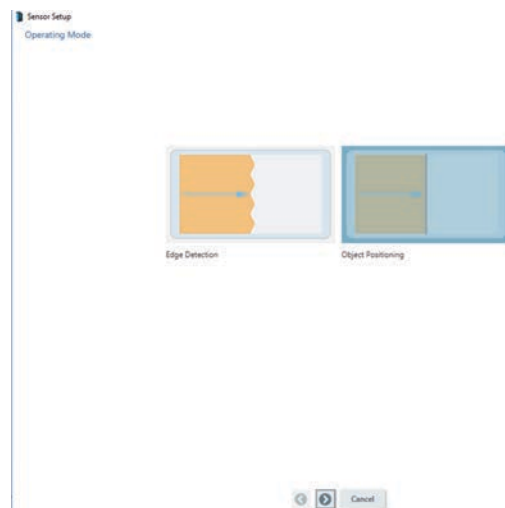 Sensor Setup
Operating Mode
Edge Detection
Object Positioning
Cancel